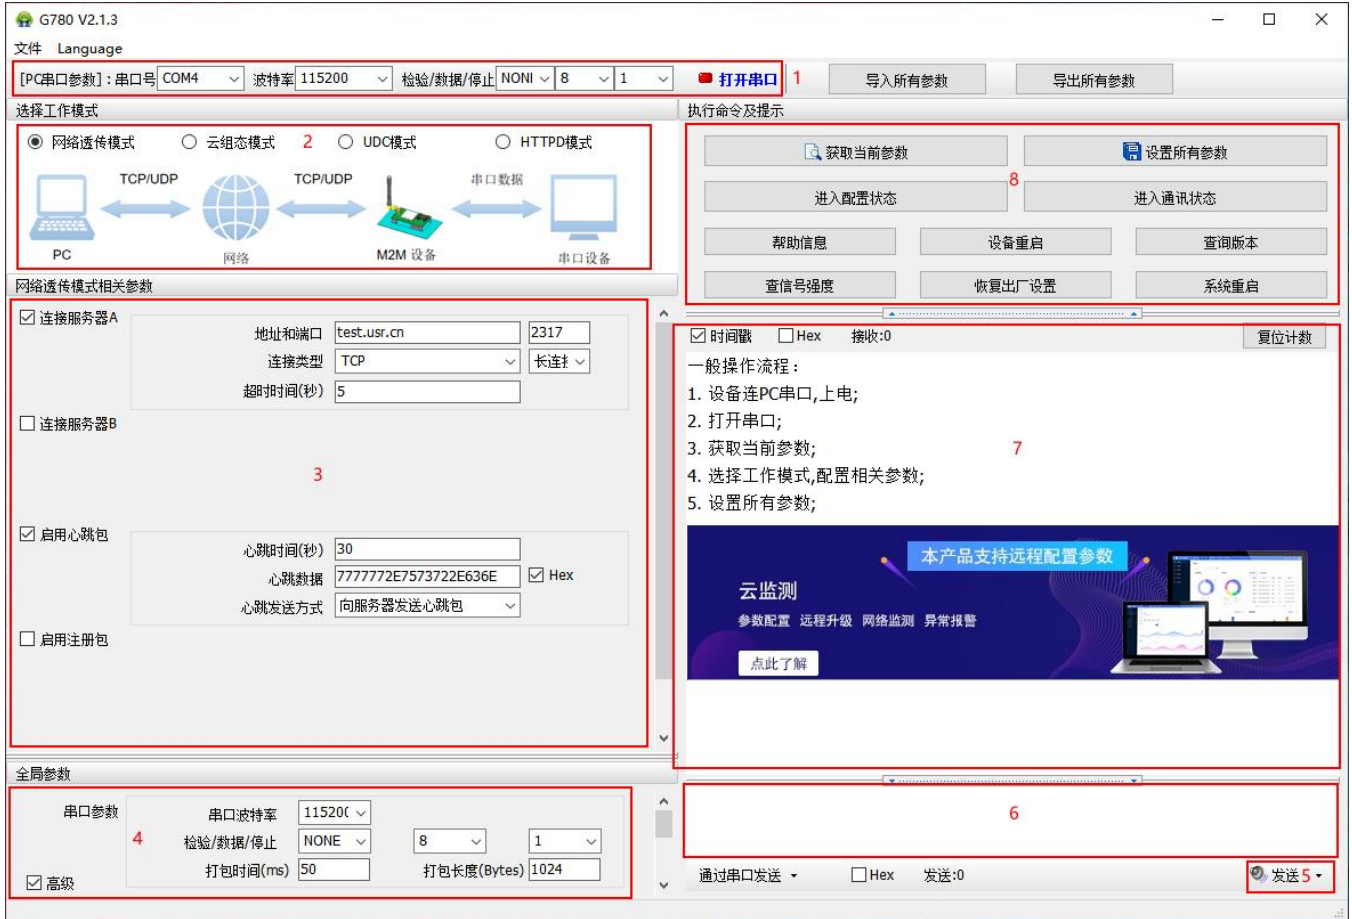 G780 V2.1.3
文件 Language
[PC串口参数]：串口号 COM4 波特率 115200 检验/数据/停止 NONI 8 1 打开串口 1 导入所有参数 导出所有参数
选择工作模式
网络透传模式 云组态模式 2 UDC模式 HTTPD模式
TCP/UDP TCP/UDP 串口数据
PC 网络 M2M 设备 串口设备
网络透传模式相关参数
连接服务器A
地址和端口 test.usr.cn 2317
连接类型 TCP 长连接
超时时间(秒) 5
连接服务器B
3
启用心跳包
心跳时间(秒) 30
心跳数据 7777772E7573722E636E Hex
心跳发送方式 向服务器发送心跳包
启用注册包
全局参数
串口参数 串口波特率 11520(
4 检验/数据/停止 NONE 8 1
打包时间(ms) 50 打包长度(Bytes) 1024
高级
执行命令及提示
获取当前参数 设置所有参数
8
进入配置状态 进入通讯状态
帮助信息 设备重启 查询版本
查信号强度 恢复出厂设置 系统重启
时间戳 Hex 接收:0 复位计数
一般操作流程：
1. 设备连PC串口,上电;
2. 打开串口;
3. 获取当前参数; 7
4. 选择工作模式,配置相关参数;
5. 设置所有参数;
本产品支持远程配置参数
云监测
参数配置 远程升级 网络监测 异常报警
点此了解
6
通过串口发送 Hex 发送:0 发送 5